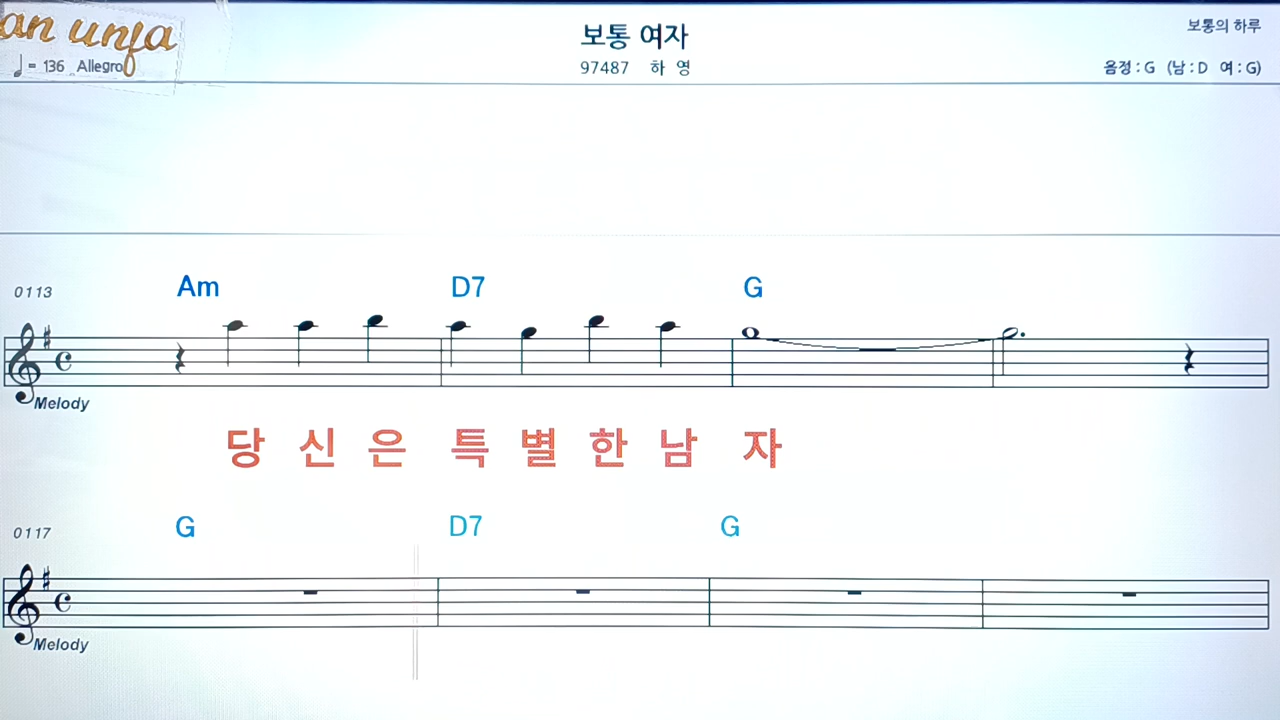 an unfa
보통 여자
보통의 하루
♩= 136 Allegro
97487 하 영
음정 : G (남 : D 여 : G)
0113
Am D7 G
Melody
당 신 은 특 별 한 남 자
0117
G D7 G
Melody